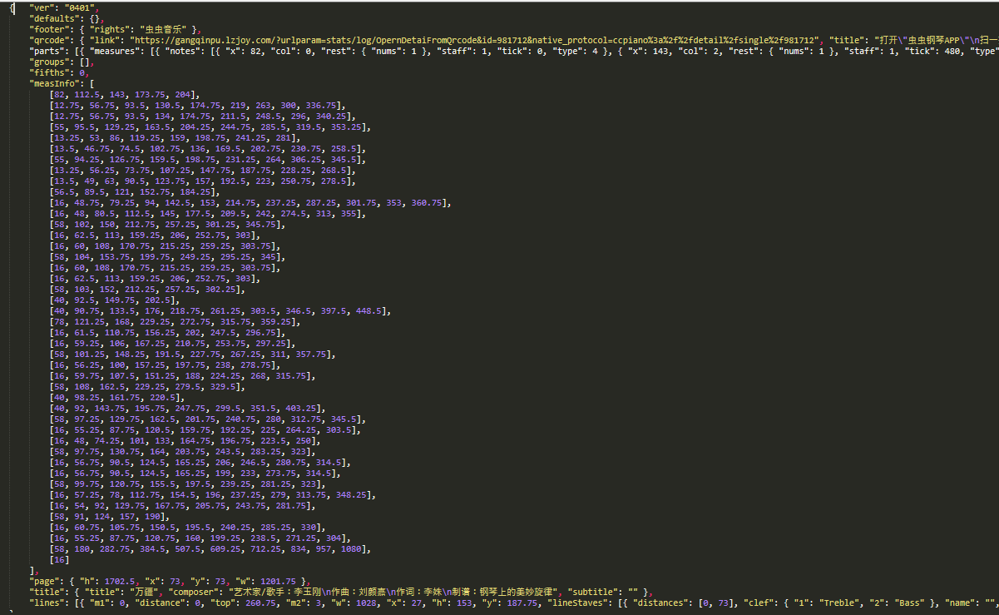 {
"ver": "0401",
"defaults": {},
"footer": { "rights": "虫虫音乐" },
"qrcode": { "link": "https://gangqinpu.lzjoy.com/?urlparam=stats/log/OpernDetaiFromQrcode&id=981712&native_protocol=ccpiano%3a%2f%2fdetail%2fsingle%2f981712", "title": "打开\"虫虫钢琴APP\"\n扫一
"parts": [{ "measures": [{ "notes": [{ "x": 82, "col": 0, "rest": { "nums": 1 }, "staff": 1, "tick": 0, "type": 4 }, { "x": 143, "col": 2, "rest": { "nums": 1 }, "staff": 1, "tick": 480, "type"
"groups": [],
"fifths": 0,
"measInfo": [
[82, 112.5, 143, 173.75, 204],
[12.75, 56.75, 93.5, 130.5, 174.75, 219, 263, 300, 336.75],
[12.75, 56.75, 93.5, 134, 174.75, 211.5, 248.5, 296, 340.25],
[55, 95.5, 129.25, 163.5, 204.25, 244.75, 285.5, 319.5, 353.25],
[13.25, 53, 86, 119.25, 159, 198.75, 241.25, 281],
[13.5, 46.75, 74.5, 102.75, 136, 169.5, 202.75, 230.75, 258.5],
[55, 94.25, 126.75, 159.5, 198.75, 231.25, 264, 306.25, 345.5],
[13.25, 56.25, 73.75, 107.25, 147.75, 187.75, 228.25, 268.5],
[13.5, 49, 63, 90.5, 123.75, 157, 192.5, 223, 250.75, 278.5],
[56.5, 89.5, 121, 152.75, 184.25],
[16, 48.75, 79.25, 94, 142.5, 153, 214.75, 237.25, 287.25, 301.75, 353, 360.75],
[16, 48, 80.5, 112.5, 145, 177.5, 209.5, 242, 274.5, 313, 355],
[58, 102, 150, 212.75, 257.25, 301.25, 345.75],
[16, 62.5, 113, 159.25, 206, 252.75, 303],
[16, 60, 108, 170.75, 215.25, 259.25, 303.75],
[58, 104, 153.75, 199.75, 249.25, 295.25, 345],
[16, 60, 108, 170.75, 215.25, 259.25, 303.75],
[16, 62.5, 113, 159.25, 206, 252.75, 303],
[58, 103, 152, 212.25, 257.25, 302.25],
[40, 92.5, 149.75, 202.5],
[40, 90.75, 133.5, 176, 218.75, 261.25, 303.5, 346.5, 397.5, 448.5],
[78, 121.25, 168, 229.25, 272.75, 315.75, 359.25],
[16, 61.5, 110.75, 156.25, 202, 247.5, 296.75],
[16, 59.25, 106, 167.25, 210.75, 253.75, 297.25],
[58, 101.25, 148.25, 191.5, 227.75, 267.25, 311, 357.75],
[16, 56.25, 100, 157.25, 197.75, 238, 278.75],
[16, 59.75, 107.5, 151.25, 188, 224.25, 268, 315.75],
[58, 108, 162.5, 229.25, 279.5, 329.5],
[40, 98.25, 161.75, 220.5],
[40, 92, 143.75, 195.75, 247.75, 299.5, 351.5, 403.25],
[58, 97.25, 129.75, 162.5, 201.75, 240.75, 280, 312.75, 345.5],
[16, 55.25, 87.75, 120.5, 159.75, 192.25, 225, 264.25, 303.5],
[16, 48, 74.25, 101, 133, 164.75, 196.75, 223.5, 250],
[58, 97.75, 130.75, 164, 203.75, 243.5, 283.25, 323],
[16, 56.75, 90.5, 124.5, 165.25, 206, 246.5, 280.75, 314.5],
[16, 56.75, 90.5, 124.5, 165.25, 199, 233, 273.75, 314.5],
[58, 99.75, 120.75, 155.5, 197.5, 239.25, 281.25, 323],
[16, 57.25, 78, 112.75, 154.5, 196, 237.25, 279, 313.75, 348.25],
[16, 54, 92, 129.75, 167.75, 205.75, 243.75, 281.75],
[58, 91, 124, 157, 190],
[16, 60.75, 105.75, 150.5, 195.5, 240.25, 285.25, 330],
[16, 55.25, 87.75, 120.75, 160, 199.25, 238.5, 271.25, 304],
[58, 180, 282.75, 384.5, 507.5, 609.25, 712.25, 834, 957, 1080],
[16]
],
"page": { "h": 1702.5, "x": 73, "y": 73, "w": 1201.75 },
"title": { "title": "万疆", "composer": "艺术家/歌手：李玉刚\n作曲：刘颜嘉\n作词：李姝\n制谱：钢琴上的美妙旋律", "subtitle": "" },
"lines": [{ "m1": 0, "distance": 0, "top": 260.75, "m2": 3, "w": 1028, "x": 27, "h": 153, "y": 187.75, "lineStaves": [{ "distances": [0, 73], "clef": { "1": "Treble", "2": "Bass" }, "name": "",